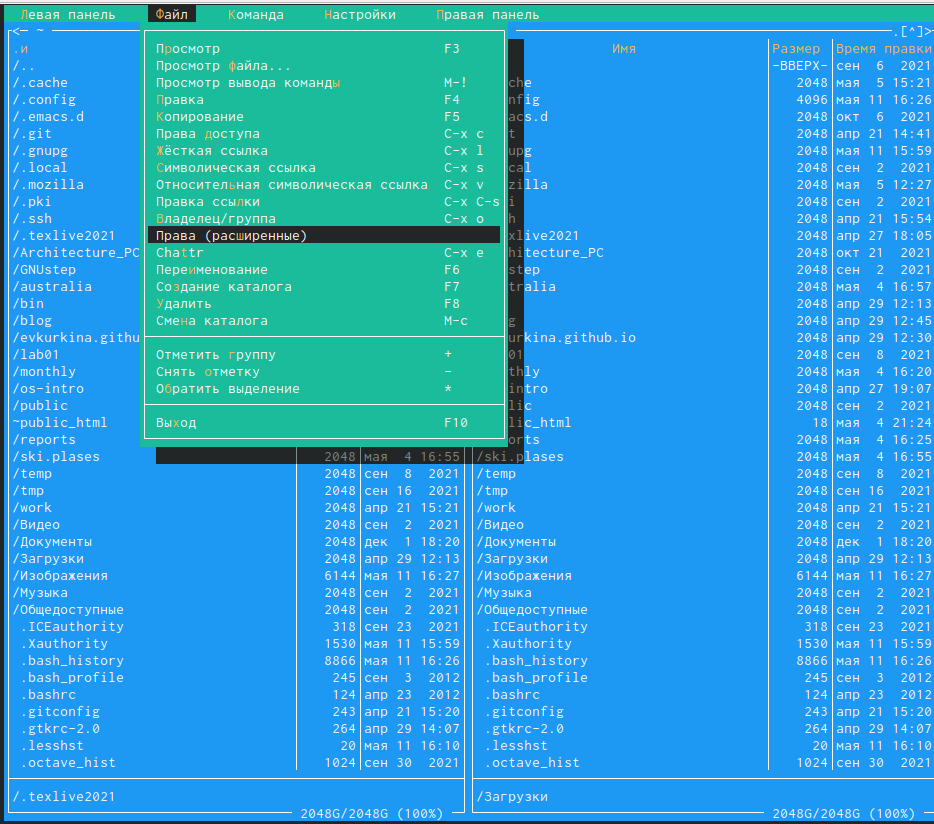 Левая панель Файл Команда Настройки Правая панель
<— ~ .[^]>
.и Имя Размер Время правки
Просмотр F3
/.. Просмотр файла... -ВВЕРХ- сен 6 2021
/.cache Просмотр вывода команды M-! che 2048 мая 5 15:21
/.config Правка F4 nfig 4096 мая 11 16:26
/.emacs.d Копирование F5 acs.d 2048 окт 6 2021
/.git Права доступа C-x c t 2048 апр 21 14:41
/.gnupg Жёсткая ссылка C-x l upg 2048 мая 11 15:59
/.local Символическая ссылка C-x s cal 2048 сен 2 2021
/.mozilla Относительная символическая ссылка C-x v zilla 2048 мая 5 12:27
/.pki Правка ссылки C-x C-s i 2048 сен 2 2021
/.ssh Владелец/группа C-x o h 2048 апр 21 15:54
/.texlive2021 Права (расширенные) xlive2021 2048 апр 27 18:05
/Architecture_PC Chattr C-x e hitecture_PC 2048 окт 21 2021
/GNUstep Переименование F6 step 2048 сен 2 2021
/australia Создание каталога F7 tralia 2048 мая 4 16:57
/bin Удалить F8 2048 апр 29 12:13
/blog Смена каталога M-c g 2048 апр 29 12:45
/evkurkina.githu urkina.github.io 2048 апр 29 12:30
/lab01 Отметить группу + 01 2048 сен 8 2021
/monthly Снять отметку - thly 2048 мая 4 16:20
/os-intro Обратить выделение * intro 2048 апр 27 19:07
/public lic 2048 сен 2 2021
~public_html Выход F10 lic_html 18 мая 4 21:24
/reports orts 2048 мая 4 16:25
/ski.plases 2048 мая 4 16:55 /ski.plases 2048 мая 4 16:55
/temp 2048 сен 8 2021 /temp 2048 сен 8 2021
/tmp 2048 сен 16 2021 /tmp 2048 сен 16 2021
/work 2048 апр 21 15:21 /work 2048 апр 21 15:21
/Видео 2048 сен 2 2021 /Видео 2048 сен 2 2021
/Документы 2048 дек 1 18:20 /Документы 2048 дек 1 18:20
/Загрузки 2048 апр 29 12:13 /Загрузки 2048 апр 29 12:13
/Изображения 6144 мая 11 16:27 /Изображения 6144 мая 11 16:27
/Музыка 2048 сен 2 2021 /Музыка 2048 сен 2 2021
/Общедоступные 2048 сен 2 2021 /Общедоступные 2048 сен 2 2021
.ICEauthority 318 сен 23 2021 .ICEauthority 318 сен 23 2021
.Xauthority 1530 мая 11 15:59 .Xauthority 1530 мая 11 15:59
.bash_history 8866 мая 11 16:26 .bash_history 8866 мая 11 16:26
.bash_profile 245 сен 3 2012 .bash_profile 245 сен 3 2012
.bashrc 124 апр 23 2012 .bashrc 124 апр 23 2012
.gitconfig 243 апр 21 15:20 .gitconfig 243 апр 21 15:20
.gtkrc-2.0 264 апр 29 14:07 .gtkrc-2.0 264 апр 29 14:07
.lesshst 20 мая 11 16:10 .lesshst 20 мая 11 16:10
.octave_hist 1024 сен 30 2021 .octave_hist 1024 сен 30 2021
/.texlive2021 /Загрузки
2048G/2048G (100%) 2048G/2048G (100%)